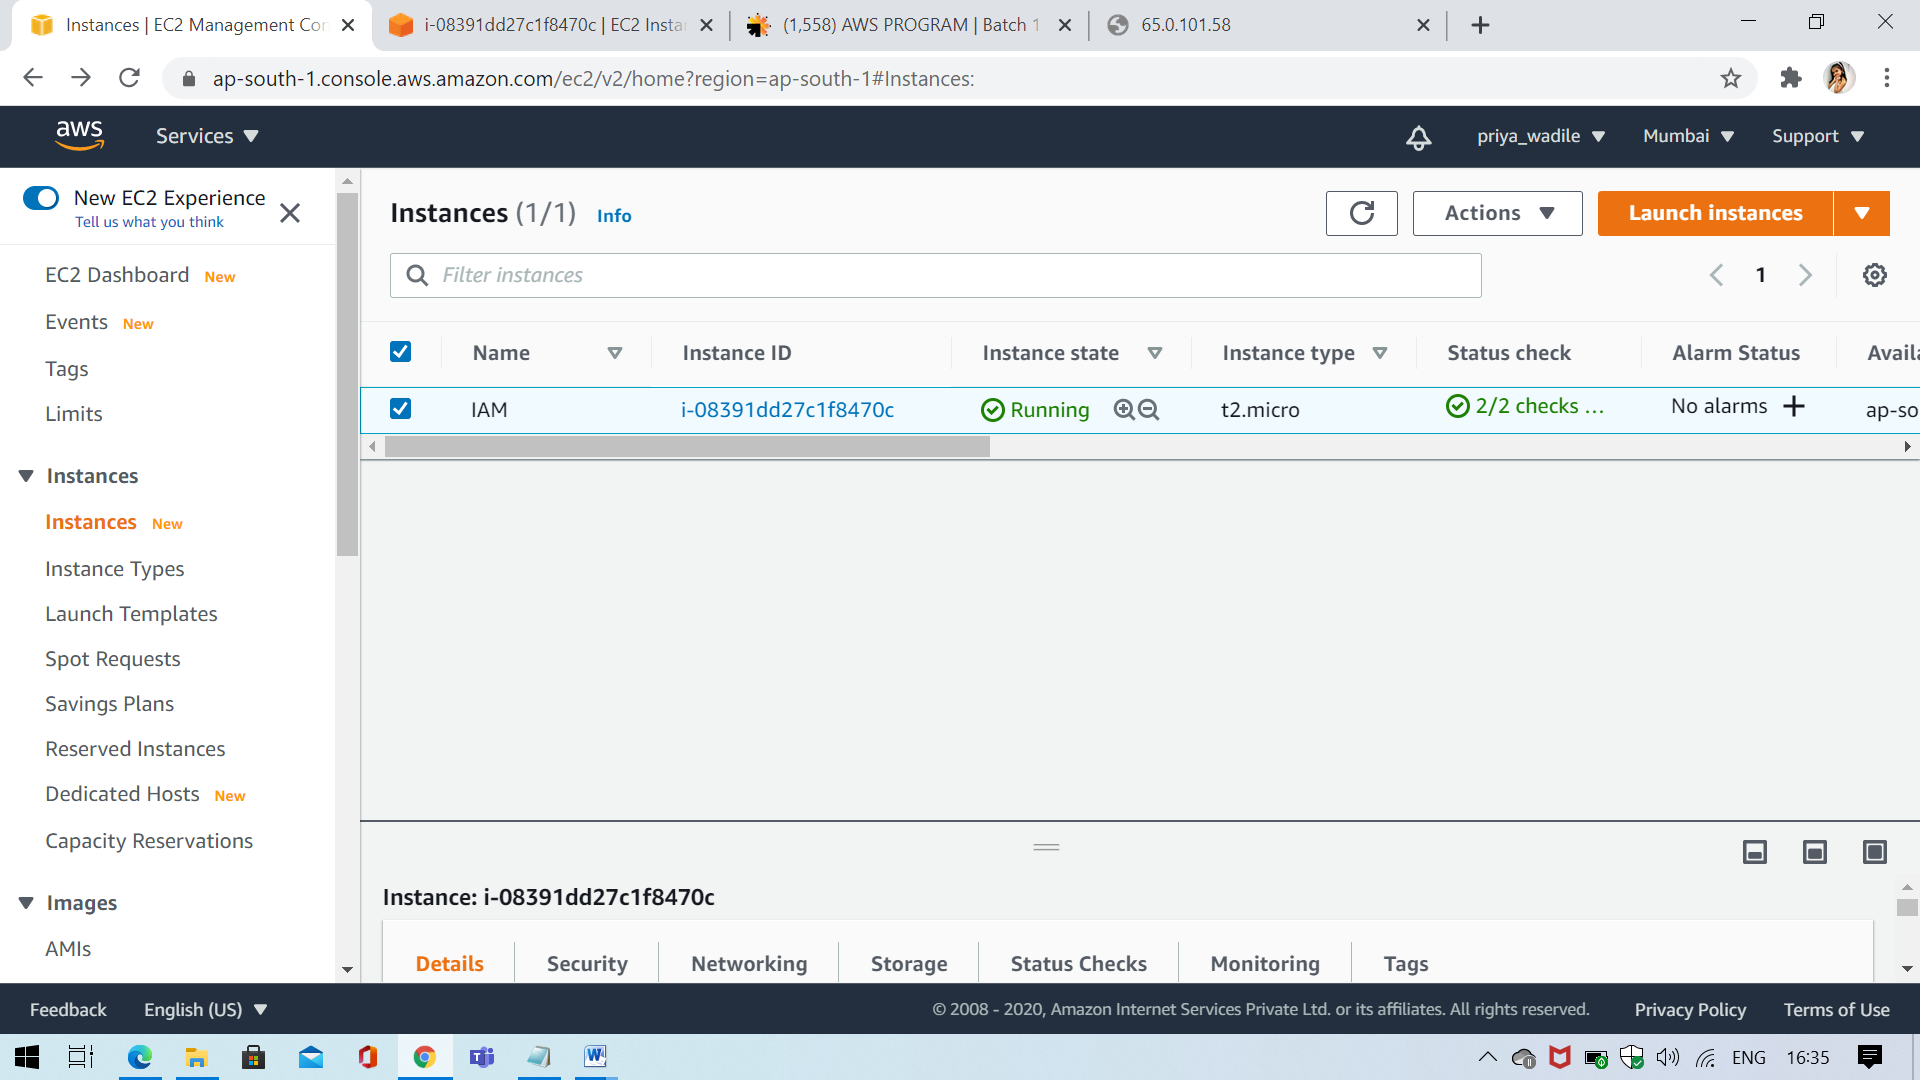 Instances | EC2 Management Con
i-08391dd27c1f8470c | EC2 Instan
(1,558) AWS PROGRAM | Batch 1
65.0.101.58
ap-south-1.console.aws.amazon.com/ec2/v2/home?region=ap-south-1#Instances:
aws
Services
priya_wadile
Mumbai
Support
New EC2 Experience
Tell us what you think
EC2 Dashboard New
Events New
Tags
Limits
Instances
Instances New
Instance Types
Launch Templates
Spot Requests
Savings Plans
Reserved Instances
Dedicated Hosts New
Capacity Reservations
Images
AMIs
Instances (1/1) Info
Actions
Launch instances
Filter instances
1
Name Instance ID Instance state Instance type Status check Alarm Status Availa
IAM i-08391dd27c1f8470c Running t2.micro 2/2 checks ... No alarms ap-so
Instance: i-08391dd27c1f8470c
Details Security Networking Storage Status Checks Monitoring Tags
Feedback English (US) © 2008 - 2020, Amazon Internet Services Private Ltd. or its affiliates. All rights reserved. Privacy Policy Terms of Use
ENG 16:35